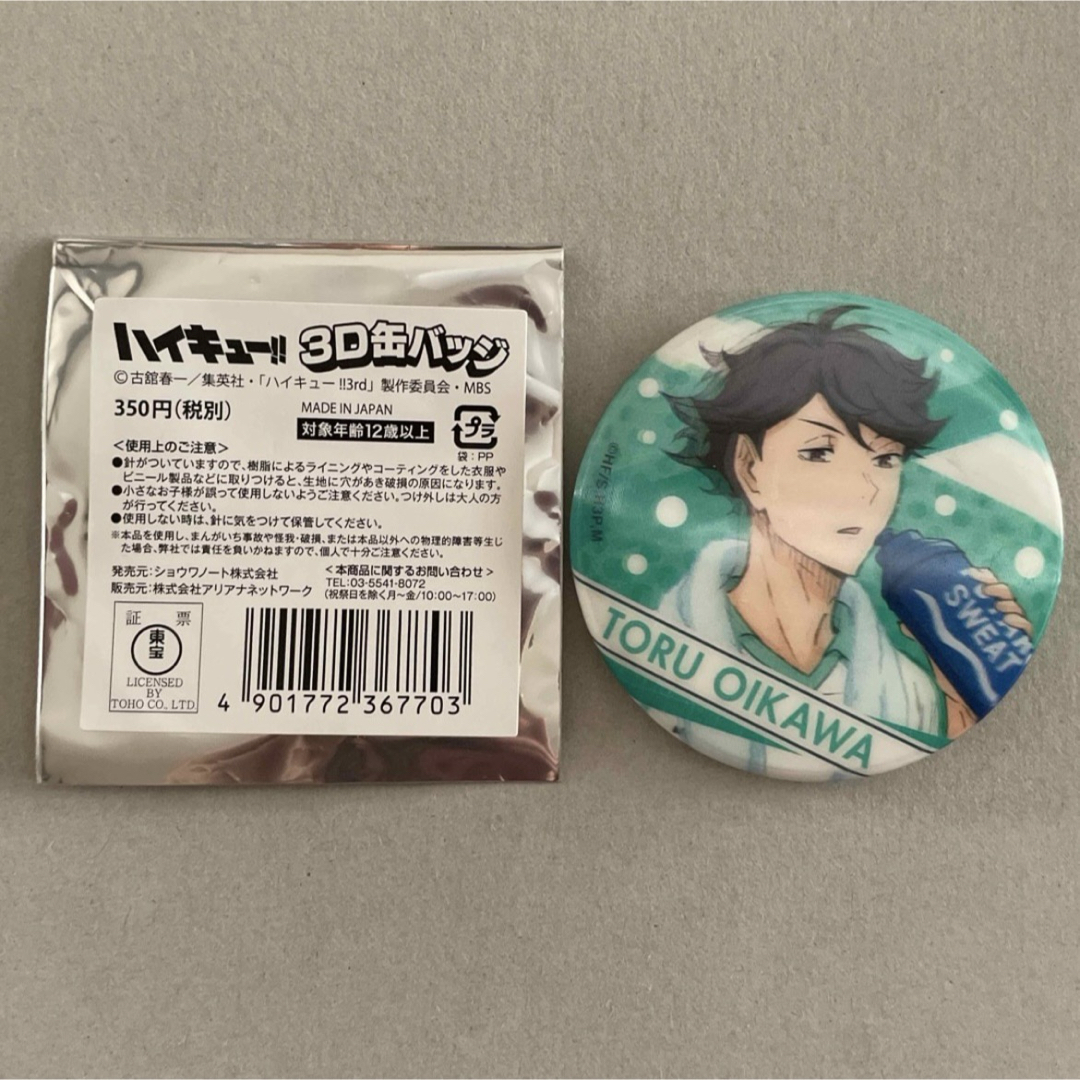 ハイキュー!! 3D缶バッジ
©古舘春一／集英社・「ハイキュー!!3rd」製作委員会・MBS
350円(税別)
MADE IN JAPAN
対象年齢12歳以上
プラ
袋：PP
＜使用上のご注意＞
●針がついていますので、樹脂によるライニングやコーティングをした衣服や
ビニール製品などに取りつけると、生地に穴があき破損の原因になります。
●小さなお子様が誤って使用しないようご注意ください。つけ外しは大人の方
が行ってください。
●使用しない時は、針に気をつけて保管してください。
※本品を使用し、まんがいち事故や怪我・破損、または本品以外への物理的障害等生じ
た場合、弊社では責任を負いかねますので、個人で十分ご注意ください。
発売元：ショウワノート株式会社
販売元：株式会社アリアナネットワーク
＜本商品に関するお問い合わせ＞
TEL：03-5541-8072
(祝祭日を除く月～金/10：00～17：00)
証 票
東宝
LICENSED
BY
TOHO CO., LTD.
4 901772 367703
©H.F./S,H3P,M
SWEAT
TORU OIKAWA